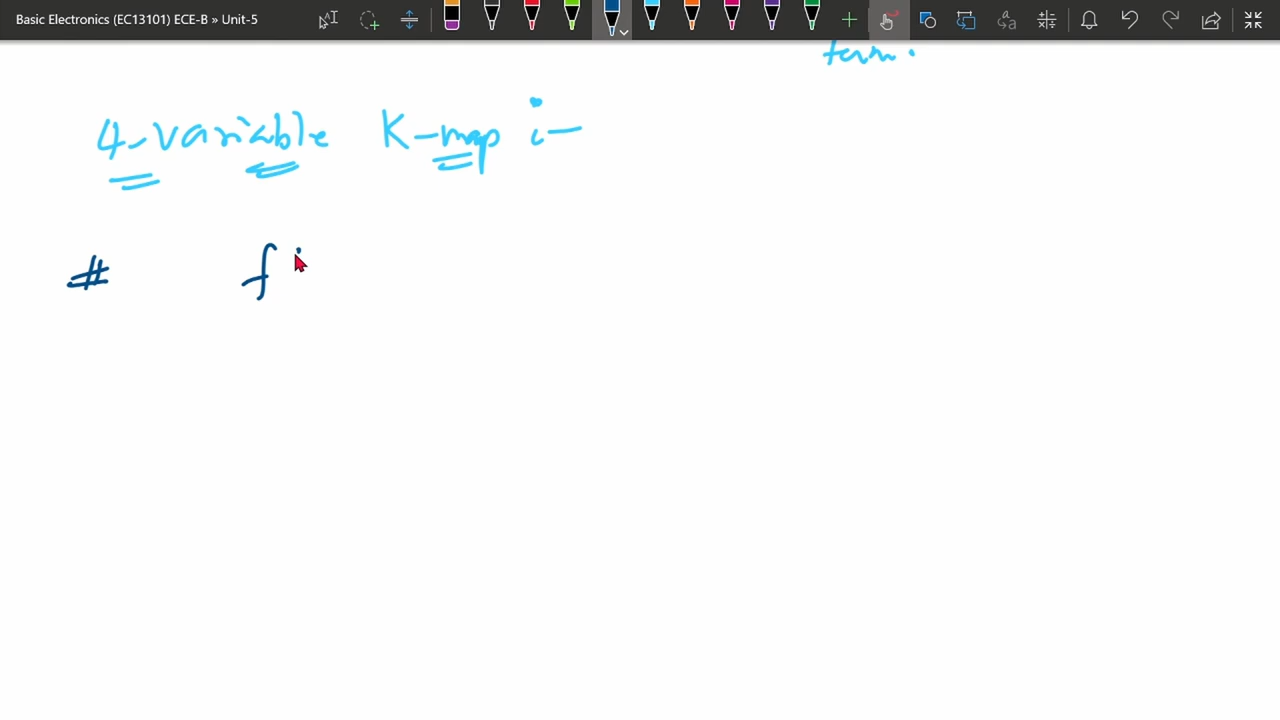 Basic Electronics (EC13101) ECE-B » Unit-5
term.
4-variable K-map :-
# f